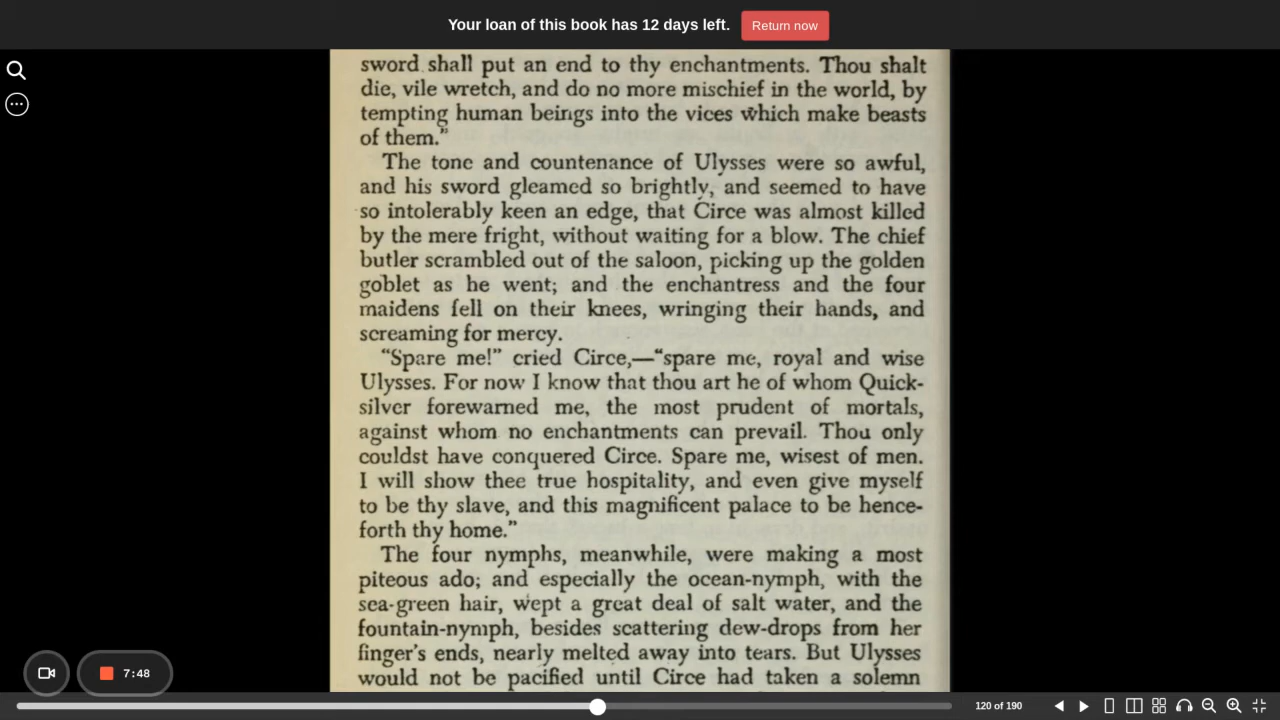 Your loan of this book has 12 days left. Return now
sword shall put an end to thy enchantments. Thou shalt
die, vile wretch, and do no more mischief in the world, by
tempting human beings into the vices which make beasts
of them."
The tone and countenance of Ulysses were so awful,
and his sword gleamed so brightly, and seemed to have
so intolerably keen an edge, that Circe was almost killed
by the mere fright, without waiting for a blow. The chief
butler scrambled out of the saloon, picking up the golden
goblet as he went; and the enchantress and the four
maidens fell on their knees, wringing their hands, and
screaming for mercy.
"Spare me!" cried Circe,—"spare me, royal and wise
Ulysses. For now I know that thou art he of whom Quick-
silver forewarned me, the most prudent of mortals,
against whom no enchantments can prevail. Thou only
couldst have conquered Circe. Spare me, wisest of men.
I will show thee true hospitality, and even give myself
to be thy slave, and this magnificent palace to be hence-
forth thy home."
The four nymphs, meanwhile, were making a most
piteous ado; and especially the ocean-nymph, with the
sea-green hair, wept a great deal of salt water, and the
fountain-nymph, besides scattering dew-drops from her
finger's ends, nearly melted away into tears. But Ulysses
would not be pacified until Circe had taken a solemn
7:48
120 of 190